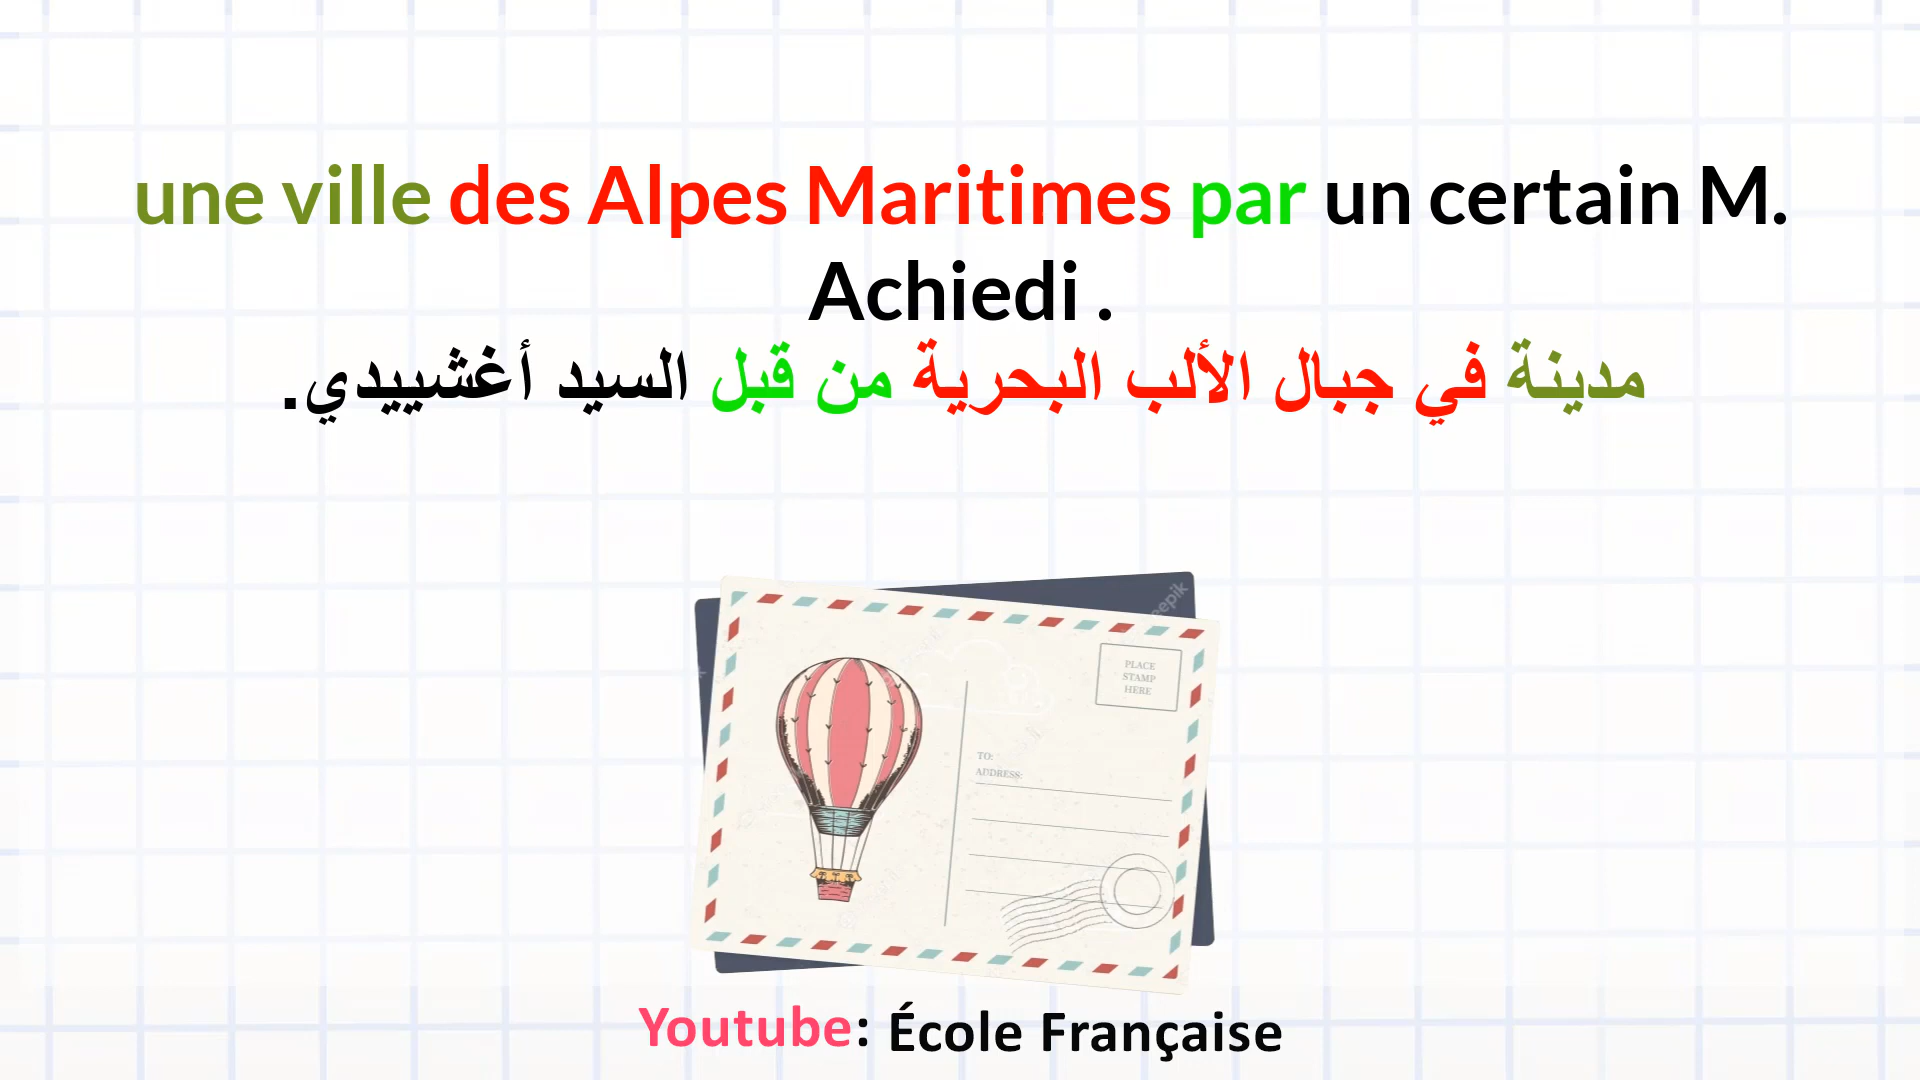 une ville des Alpes Maritimes par un certain M.
Achiedi .
مدينة في جبال الألب البحرية من قبل السيد أغشييدي.
PLACE
STAMP
HERE
TO:
ADDRESS:
Youtube: École Française